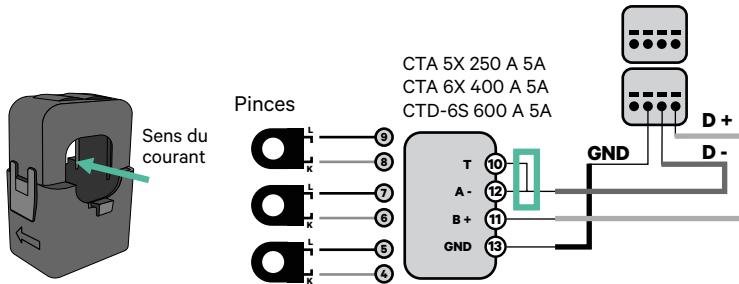 CTA 5X 250 A 5A
CTA 6X 400 A 5A
CTD-6S 600 A 5A
Pinces
Sens du
courant
L
K
L
K
L
K
9
8
7
6
5
4
T 10
A - 12
B + 11
GND 13
GND
D +
D -